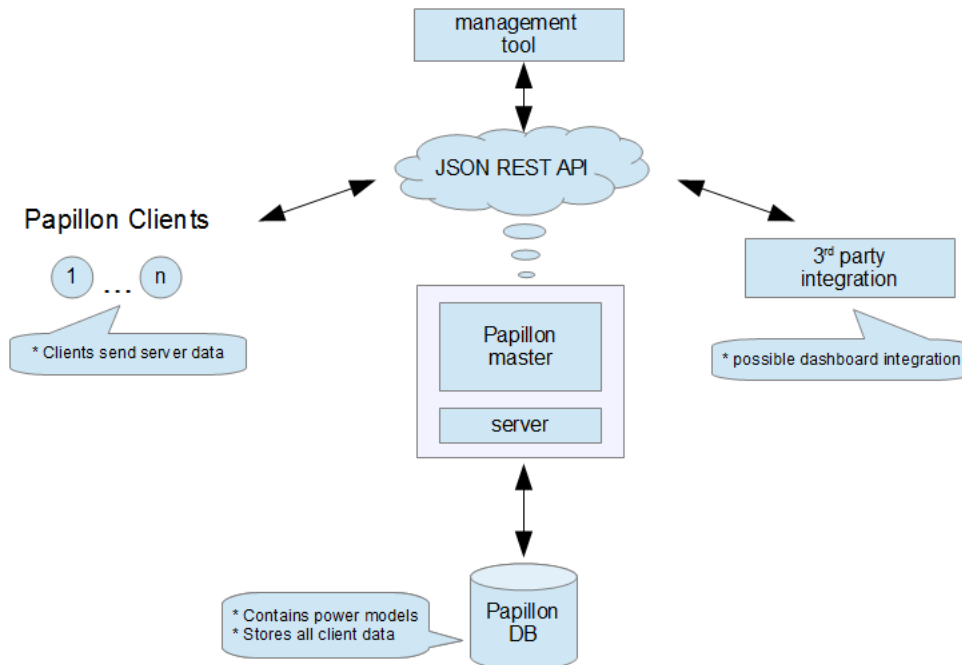 management
tool
JSON REST API
Papillon Clients
1 ... n
* Clients send server data
3rd party
integration
* possible dashboard integration
Papillon
master
server
* Contains power models
* Stores all client data
Papillon
DB